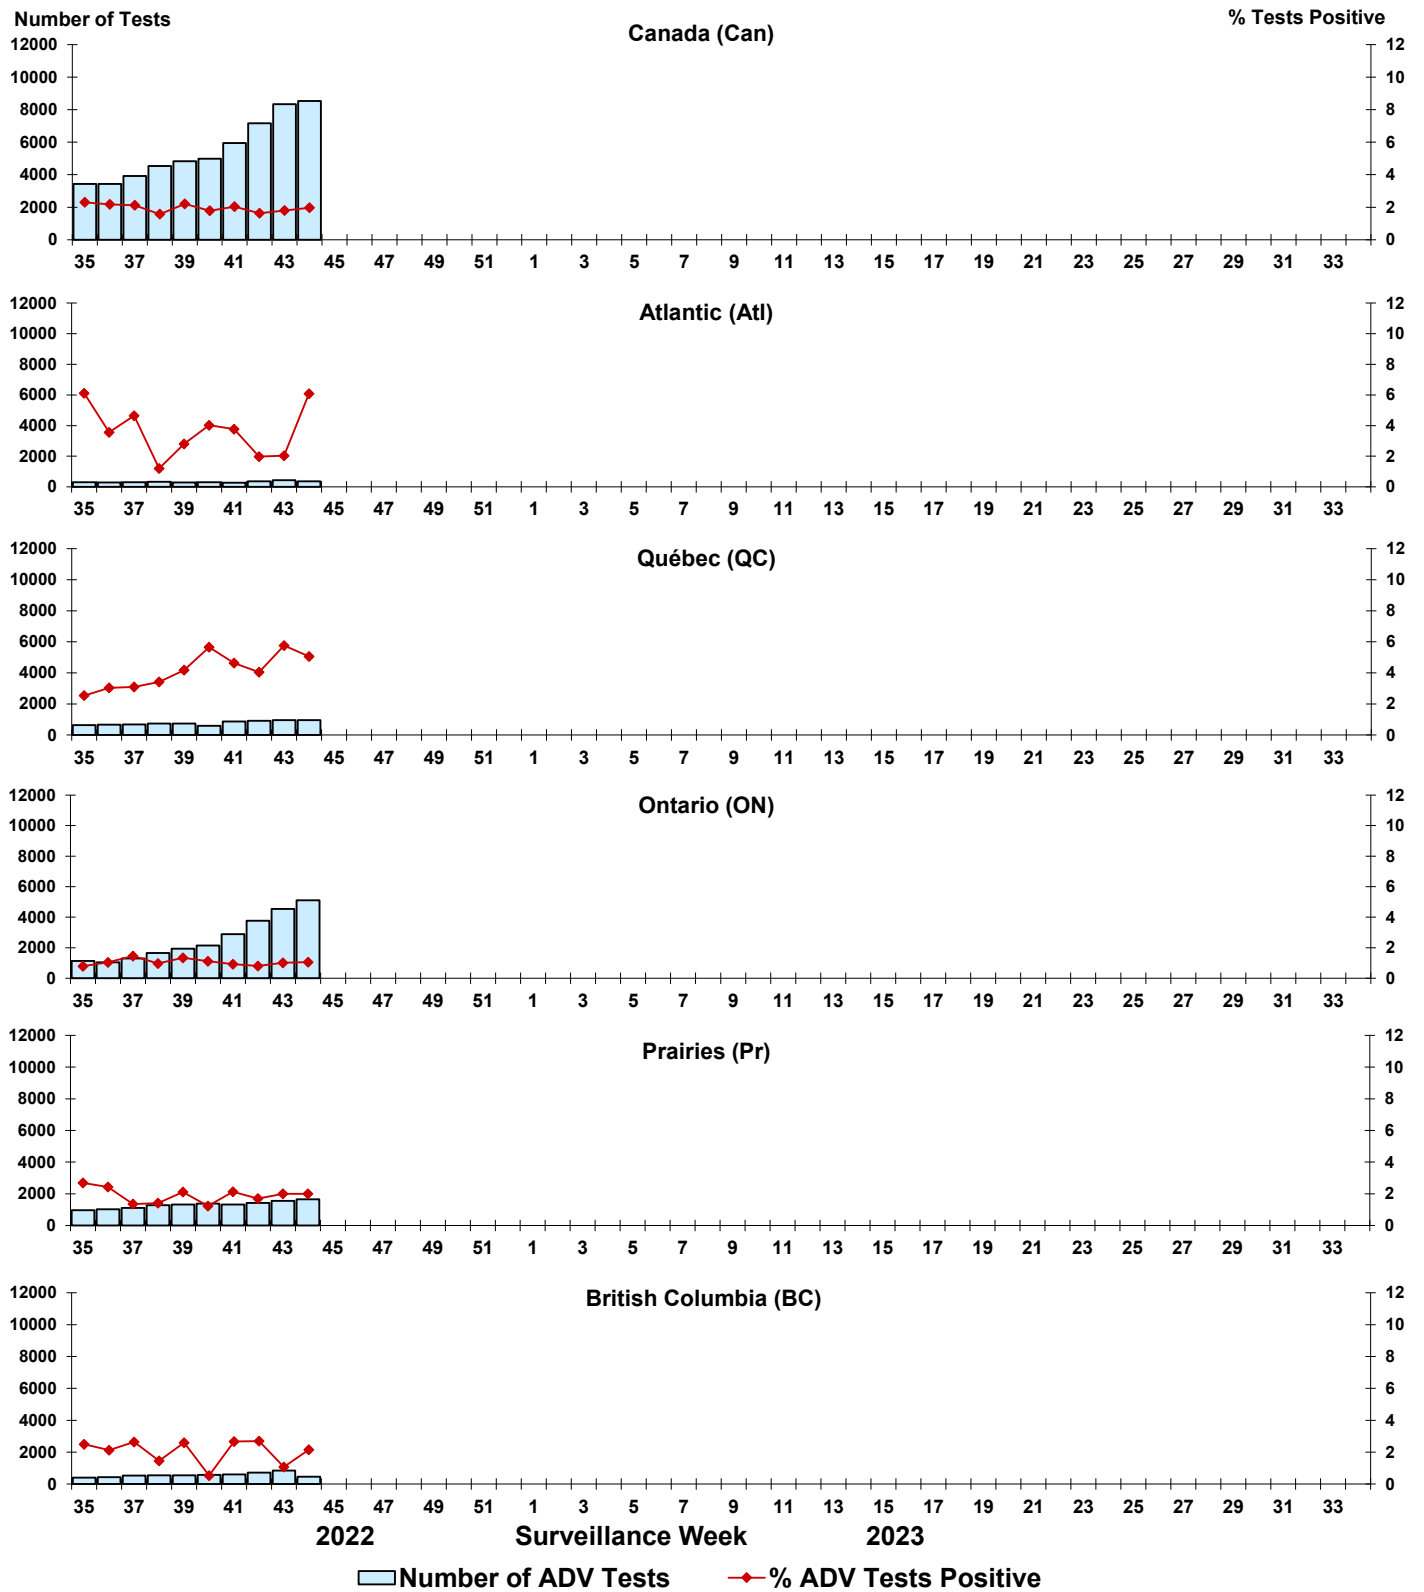 Number of Tests
% Tests Positive
Canada (Can)
12000 12
10000 10
8000 8
6000 6
4000 4
2000 2
0 0
35 37 39 41 43 45 47 49 51 1 3 5 7 9 11 13 15 17 19 21 23 25 27 29 31 33
Atlantic (Atl)
12000 12
10000 10
8000 8
6000 6
4000 4
2000 2
0 0
35 37 39 41 43 45 47 49 51 1 3 5 7 9 11 13 15 17 19 21 23 25 27 29 31 33
Québec (QC)
12000 12
10000 10
8000 8
6000 6
4000 4
2000 2
0 0
35 37 39 41 43 45 47 49 51 1 3 5 7 9 11 13 15 17 19 21 23 25 27 29 31 33
Ontario (ON)
12000 12
10000 10
8000 8
6000 6
4000 4
2000 2
0 0
35 37 39 41 43 45 47 49 51 1 3 5 7 9 11 13 15 17 19 21 23 25 27 29 31 33
Prairies (Pr)
12000 12
10000 10
8000 8
6000 6
4000 4
2000 2
0 0
35 37 39 41 43 45 47 49 51 1 3 5 7 9 11 13 15 17 19 21 23 25 27 29 31 33
British Columbia (BC)
12000 12
10000 10
8000 8
6000 6
4000 4
2000 2
0 0
35 37 39 41 43 45 47 49 51 1 3 5 7 9 11 13 15 17 19 21 23 25 27 29 31 33
2022 Surveillance Week 2023
Number of ADV Tests % ADV Tests Positive